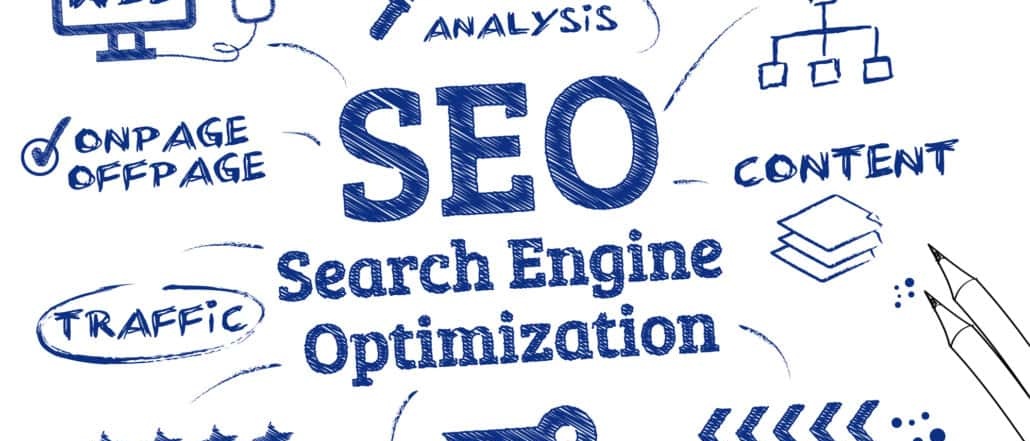 ANALYSIS
ONPAGE
OFFPAGE
SEO
CONTENT
Search Engine
Optimization
TRAFFIC